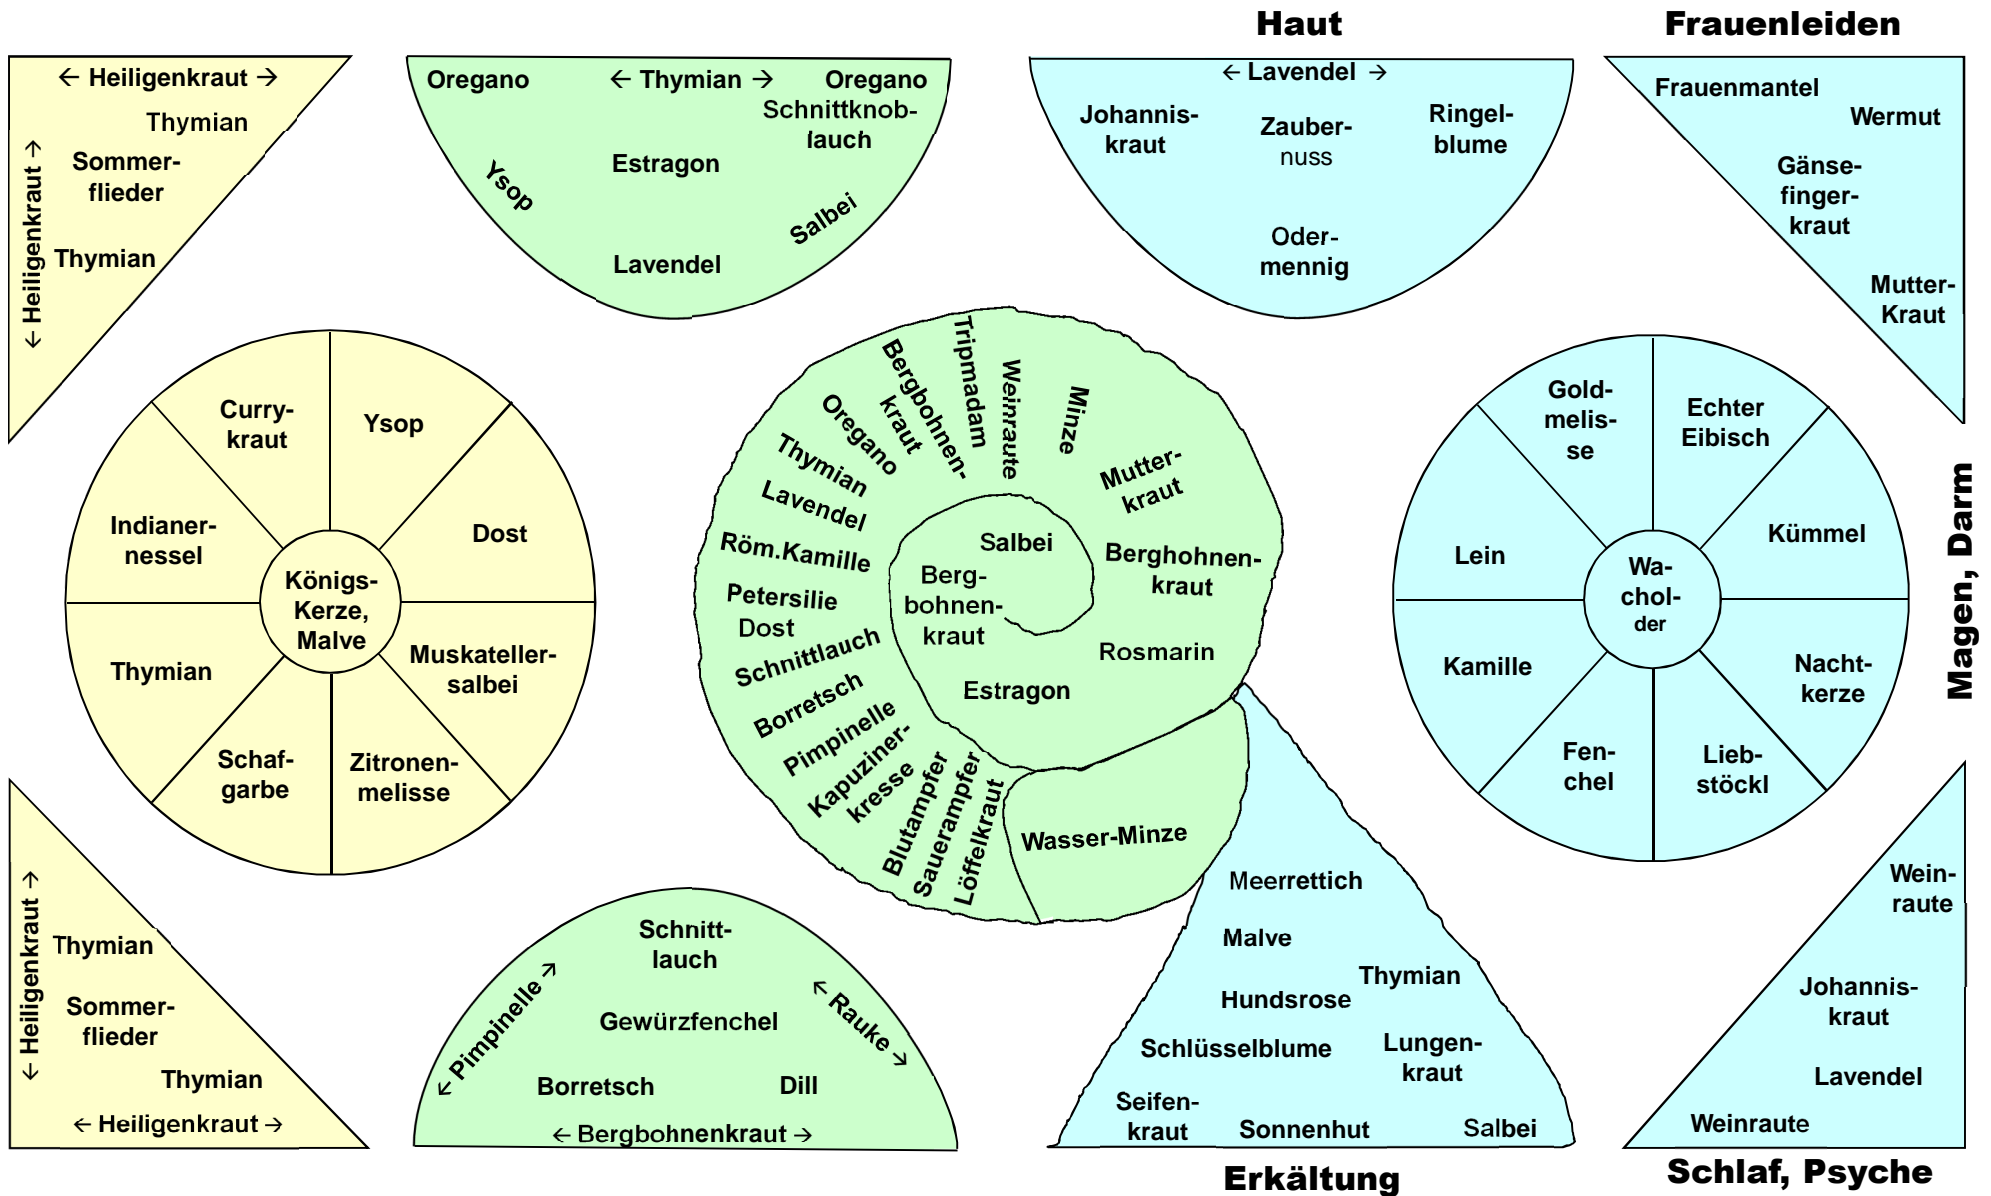 Haut
Frauenleiden
← Heiligenkraut →
Thymian
Sommer-
flieder
Thymian
← Heiligenkraut →
Oregano
← Thymian →
Oregano
Schnittknob-
lauch
Estragon
Ysop
Salbei
Lavendel
← Lavendel →
Johannis-
kraut
Zauber-
nuss
Ringel-
blume
Oder-
mennig
Frauenmantel
Wermut
Gänse-
finger-
kraut
Mutter-
Kraut
Curry-
kraut
Ysop
Indianer-
nessel
Dost
Königs-
Kerze,
Malve
Thymian
Muskateller-
salbei
Schaf-
garbe
Zitronen-
melisse
Tripmadam
Bergbohnen-
kraut
Weinraute
Minze
Oregano
Thymian
Lavendel
Röm.Kamille
Petersilie
Dost
Schnittlauch
Borretsch
Pimpinelle
Kapuziner-
kresse
Blutampfer
Sauerampfer
Löffelkraut
Mutter-
kraut
Salbei
Berghohnen-
kraut
Berg-
bohnen-
kraut
Rosmarin
Estragon
Wasser-Minze
Gold-
melis-
se
Echter
Eibisch
Lein
Kümmel
Wa-
chol-
der
Kamille
Nacht-
kerze
Fen-
chel
Lieb-
stöckl
Magen, Darm
← Heiligenkraut →
Thymian
Sommer-
flieder
Thymian
← Heiligenkraut →
Schnitt-
lauch
← Pimpinelle →
← Rauke →
Gewürzfenchel
Borretsch
Dill
← Bergbohnenkraut →
Meerrettich
Malve
Thymian
Hundsrose
Schlüsselblume
Lungen-
kraut
Seifen-
kraut
Sonnenhut
Salbei
Erkältung
Wein-
raute
Johannis-
kraut
Lavendel
Weinraute
Schlaf, Psyche